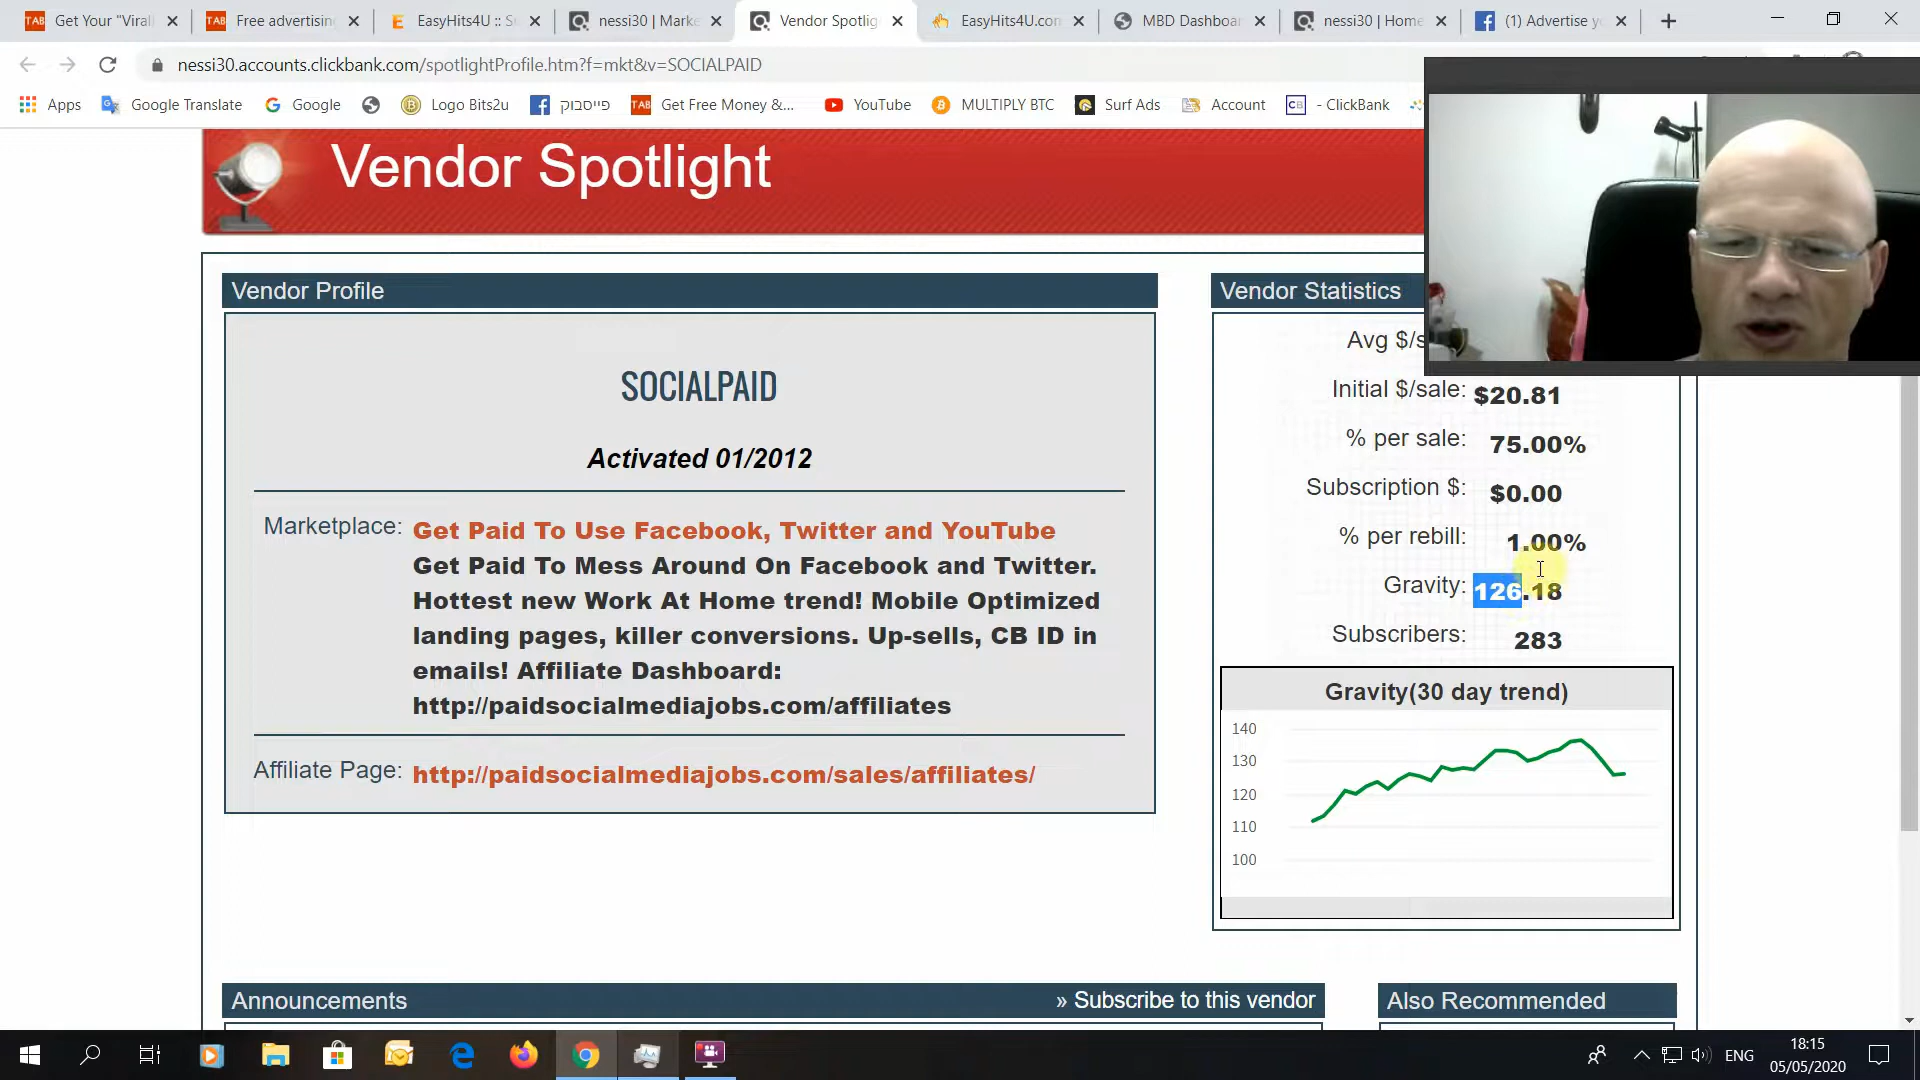 Get Your "Viral
Free advertising
EasyHits4U :: Su
nessi30 | Marke
Vendor Spotlig
EasyHits4U.com
MBD Dashboa
nessi30 | Home
(1) Advertise yo
nessi30.accounts.clickbank.com/spotlightProfile.htm?f=mkt&v=SOCIALPAID
Apps
Google Translate
Google
Logo Bits2u
פייסבוק
Get Free Money &...
YouTube
MULTIPLY BTC
Surf Ads
Account
- ClickBank
Vendor Spotlight
Vendor Profile
SOCIALPAID
Activated 01/2012
Marketplace: Get Paid To Use Facebook, Twitter and YouTube
Get Paid To Mess Around On Facebook and Twitter.
Hottest new Work At Home trend! Mobile Optimized
landing pages, killer conversions. Up-sells, CB ID in
emails! Affiliate Dashboard:
http://paidsocialmediajobs.com/affiliates
Affiliate Page: http://paidsocialmediajobs.com/sales/affiliates/
Vendor Statistics
Avg $/s
Initial $/sale: $20.81
% per sale: 75.00%
Subscription $: $0.00
% per rebill: 1.00%
Gravity: 126.18
Subscribers: 283
Gravity(30 day trend)
140
130
120
110
100
Announcements
» Subscribe to this vendor
Also Recommended
ENG
18:15
05/05/2020